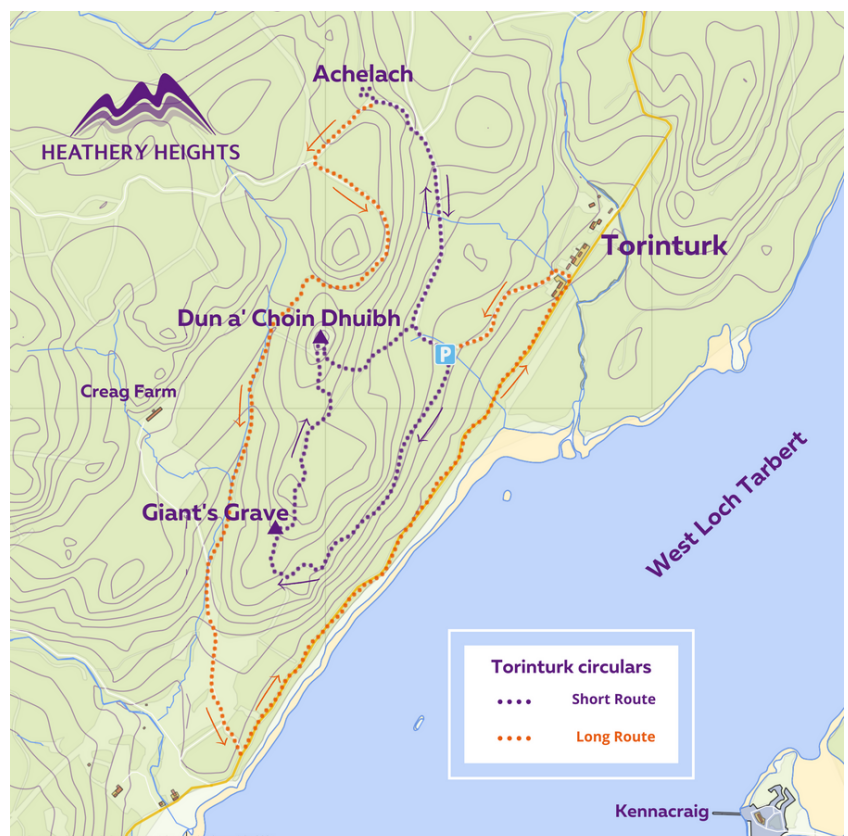 Achelach
HEATHERY HEIGHTS
Torinturk
Dun a' Choin Dhuibh
P
Creag Farm
Giant's Grave
West Loch Tarbert
Torinturk circulars
Short Route
Long Route
Kennacraig